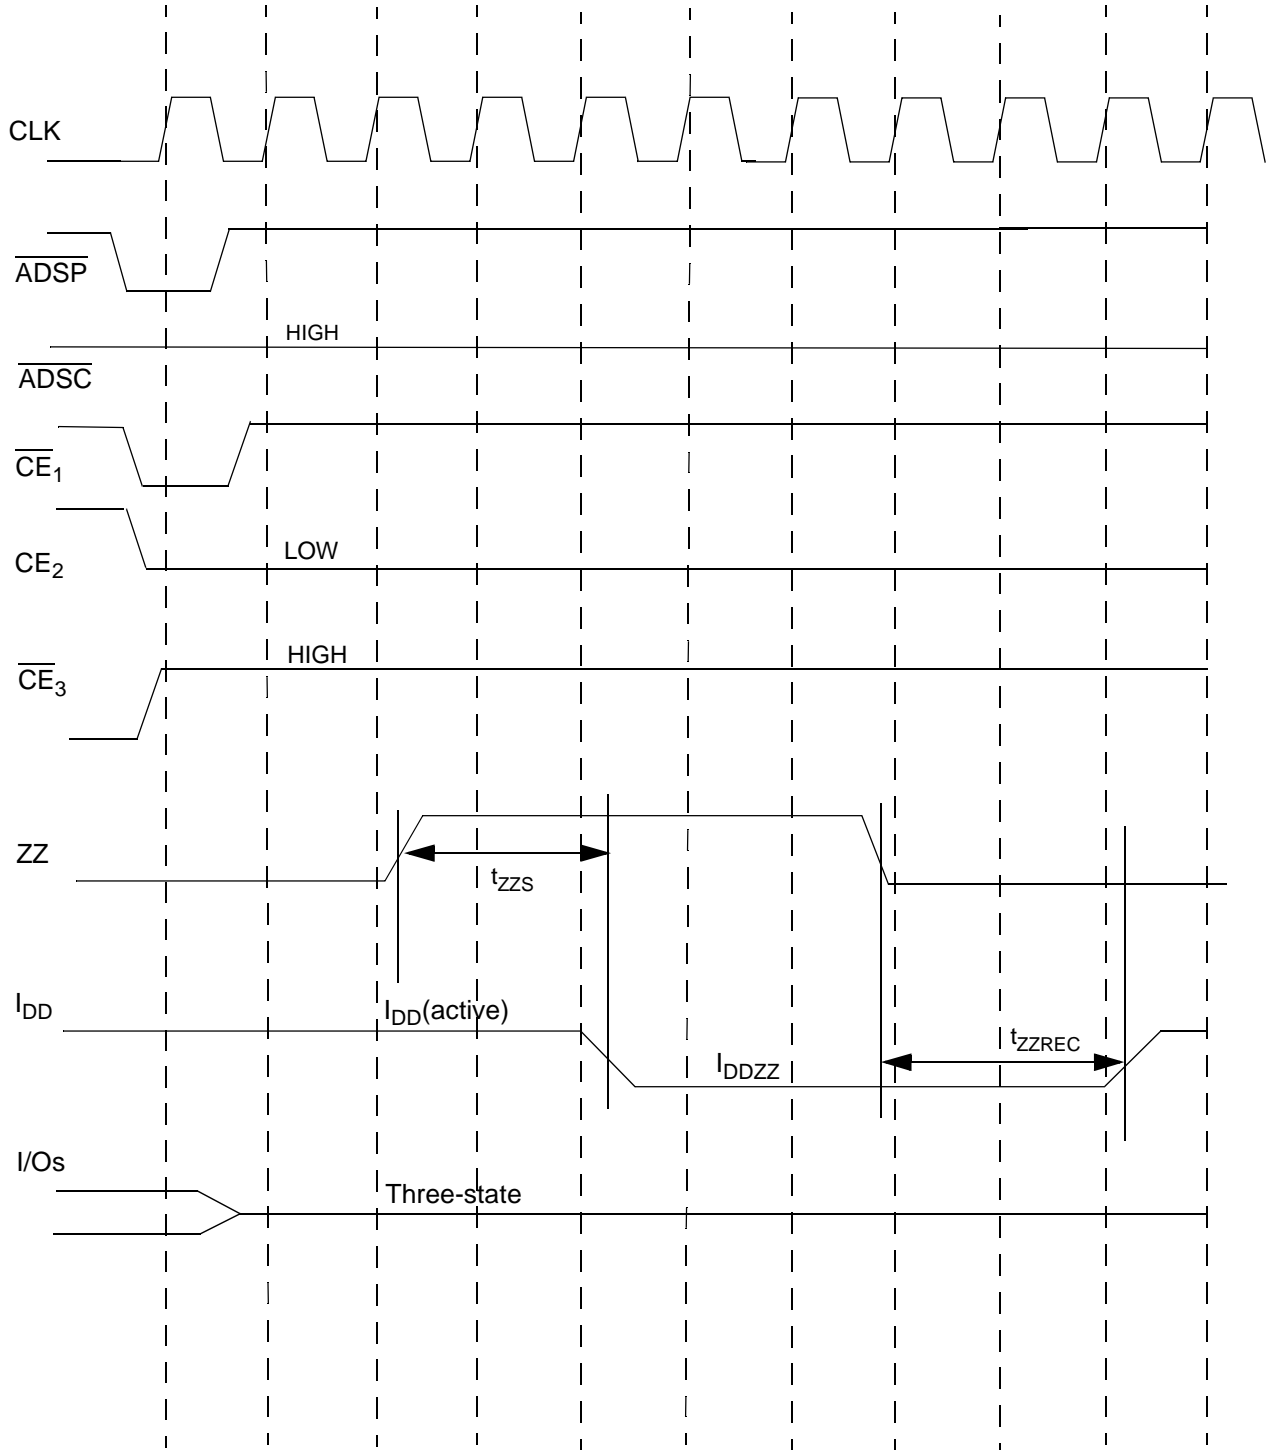 CLK
ADSP
HIGH
ADSC
CE1
LOW
CE2
HIGH
CE3
ZZ
tZZS
IDD
IDD(active)
tZZREC
IDDZZ
I/Os
Three-state